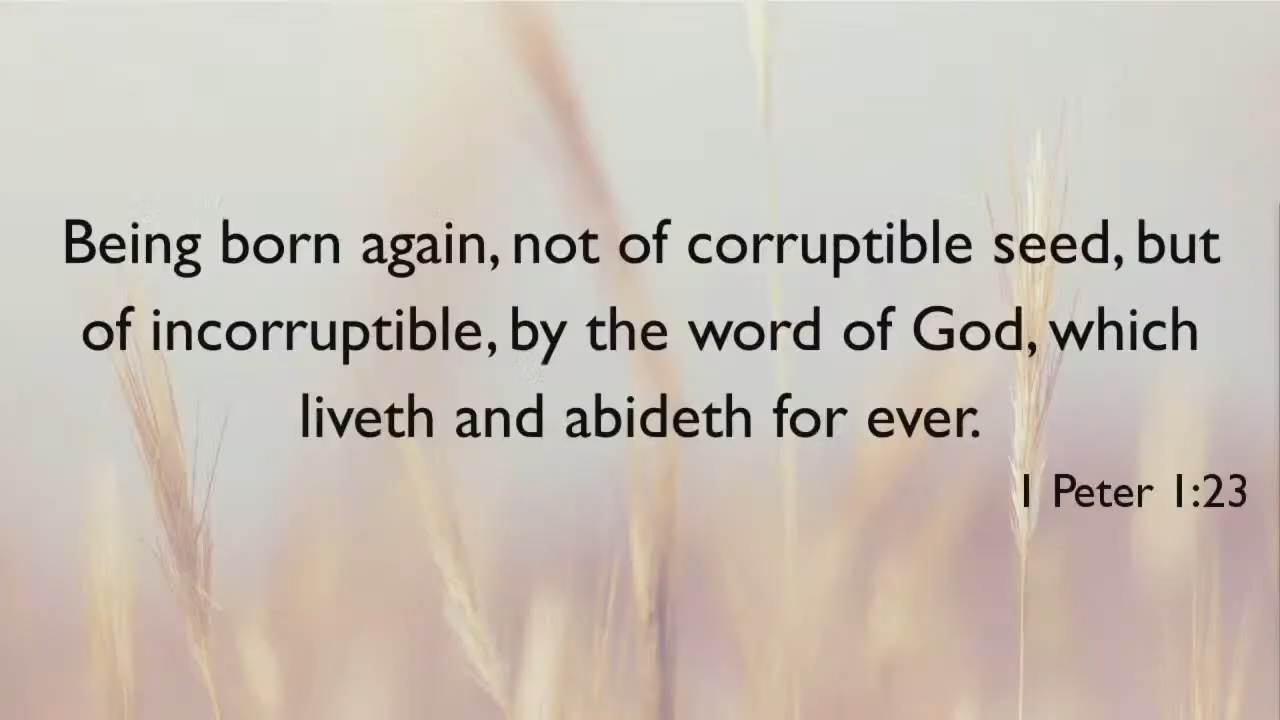 Being born again, not of corruptible seed, but
of incorruptible, by the word of God, which
liveth and abideth for ever.
1 Peter 1:23